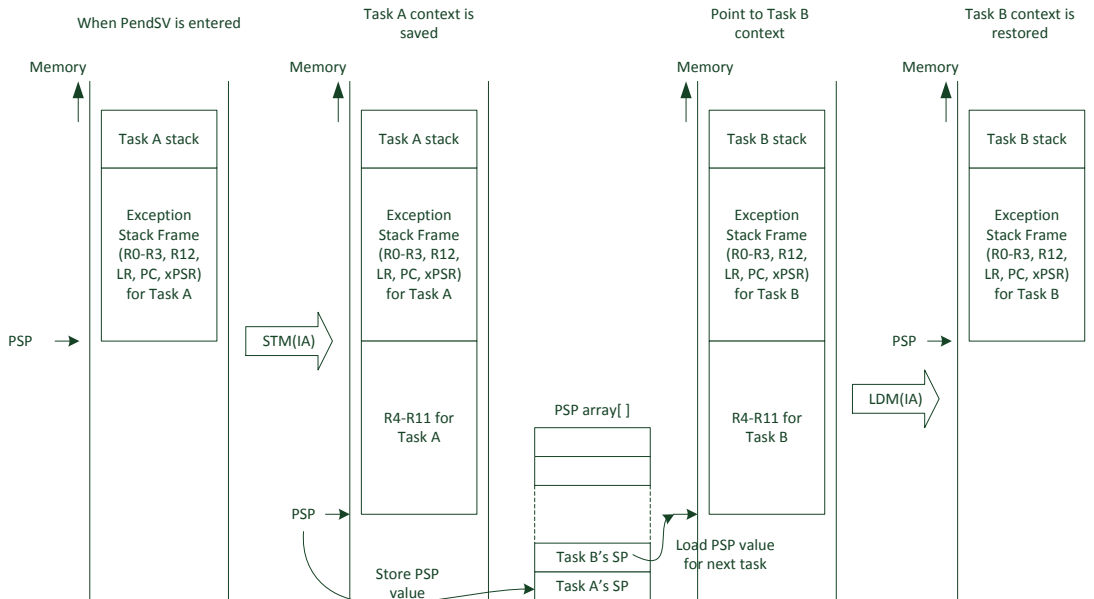 When PendSV is entered
Task A context is
saved
Point to Task B
context
Task B context is
restored
Memory
Memory
Memory
Memory
Task A stack
Task A stack
Task B stack
Task B stack
Exception
Stack Frame
(R0-R3, R12,
LR, PC, xPSR)
for Task A
Exception
Stack Frame
(R0-R3, R12,
LR, PC, xPSR)
for Task A
Exception
Stack Frame
(R0-R3, R12,
LR, PC, xPSR)
for Task B
Exception
Stack Frame
(R0-R3, R12,
LR, PC, xPSR)
for Task B
PSP
STM(IA)
PSP
LDM(IA)
R4-R11 for
Task A
PSP array[ ]
R4-R11 for
Task B
PSP
Task B's SP
Load PSP value
for next task
Store PSP
value
Task A's SP